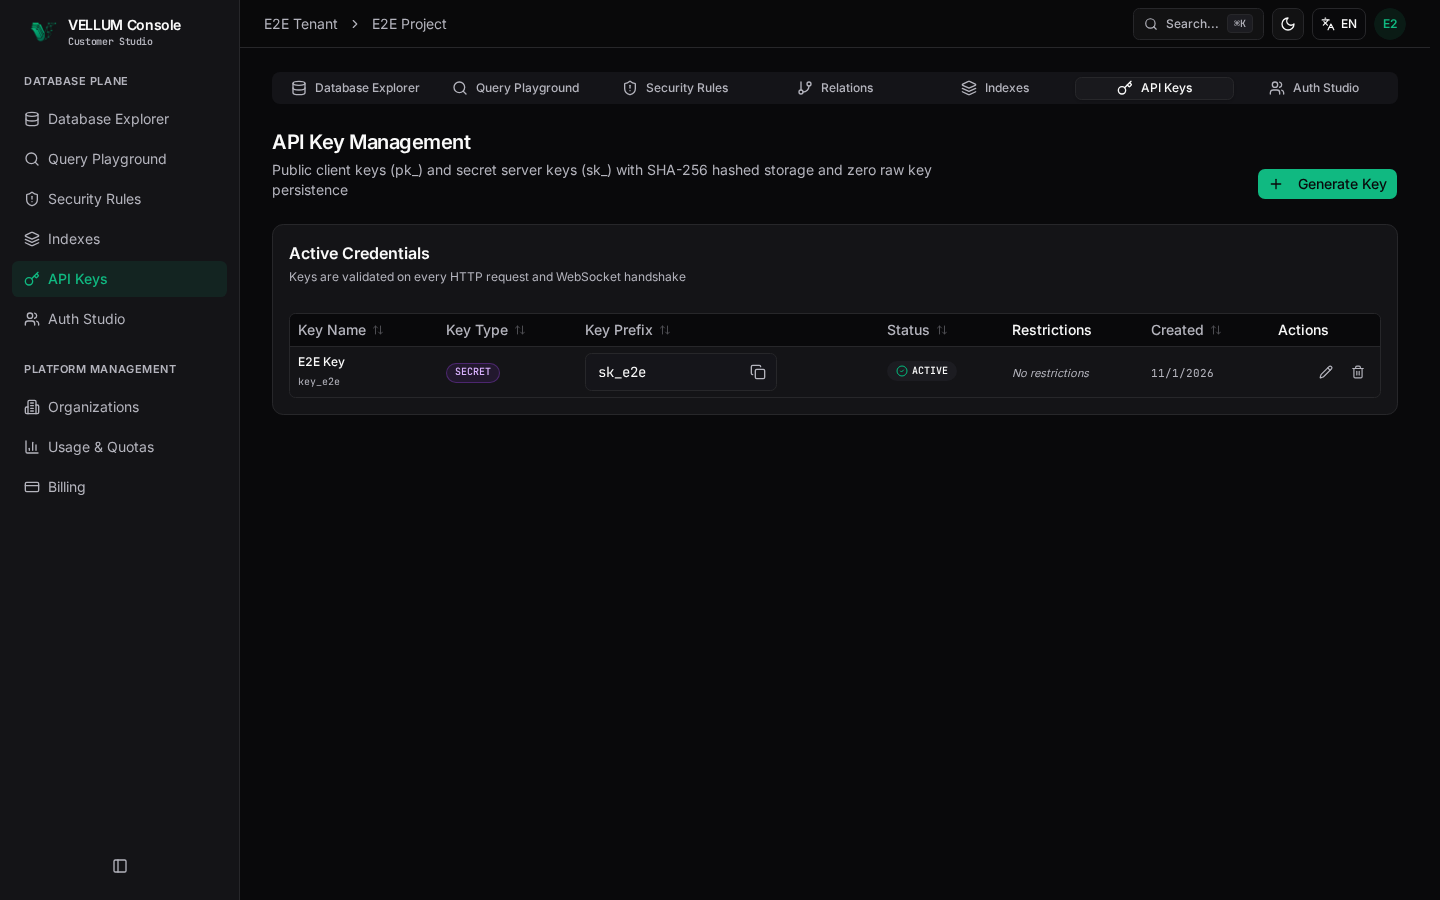 VELLUM Console
Customer Studio
DATABASE PLANE
Database Explorer
Query Playground
Security Rules
Indexes
API Keys
Auth Studio
PLATFORM MANAGEMENT
Organizations
Usage & Quotas
Billing
E2E Tenant > E2E Project
Search... ⌘K
EN
E2
Database Explorer
Query Playground
Security Rules
Relations
Indexes
API Keys
Auth Studio
API Key Management
Public client keys (pk_) and secret server keys (sk_) with SHA-256 hashed storage and zero raw key
persistence
Generate Key
Active Credentials
Keys are validated on every HTTP request and WebSocket handshake
Key Name Key Type Key Prefix Status Restrictions Created Actions
E2E Key
key_e2e
SECRET
sk_e2e
ACTIVE
No restrictions
11/1/2026